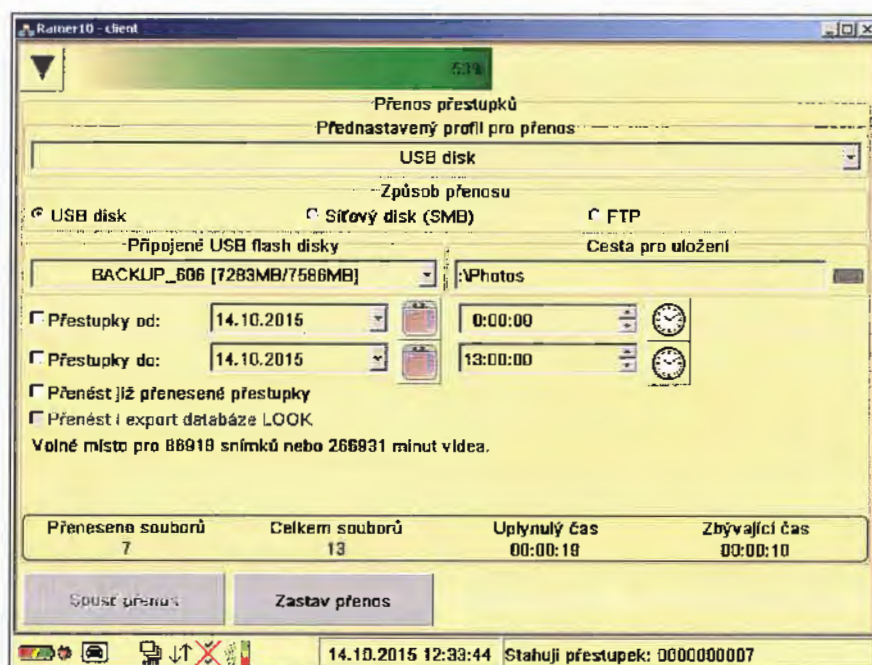 Ramer10 - client
53%
Přenos přestupků
Přednastavený profil pro přenos
USB disk
Způsob přenosu
USB disk
Síťový disk (SMB)
FTP
Připojené USB flash disky
Cesta pro uložení
BACKUP_606 [7283MB/7586MB]
:\Photos
Přestupky od:
14.10.2015
0:00:00
Přestupky do:
14.10.2015
13:00:00
Přenést již přenesené přestupky
Přenést i export databáze LOOK
Volné místo pro 86918 snímků nebo 266931 minut videa.
Přeneseno souborů
Celkem souborů
Uplynulý čas
Zbývající čas
7
13
00:00:18
00:00:10
Spusť přenos
Zastav přenos
14.10.2015 12:33:44
Stahuji přestupek: 0000000007